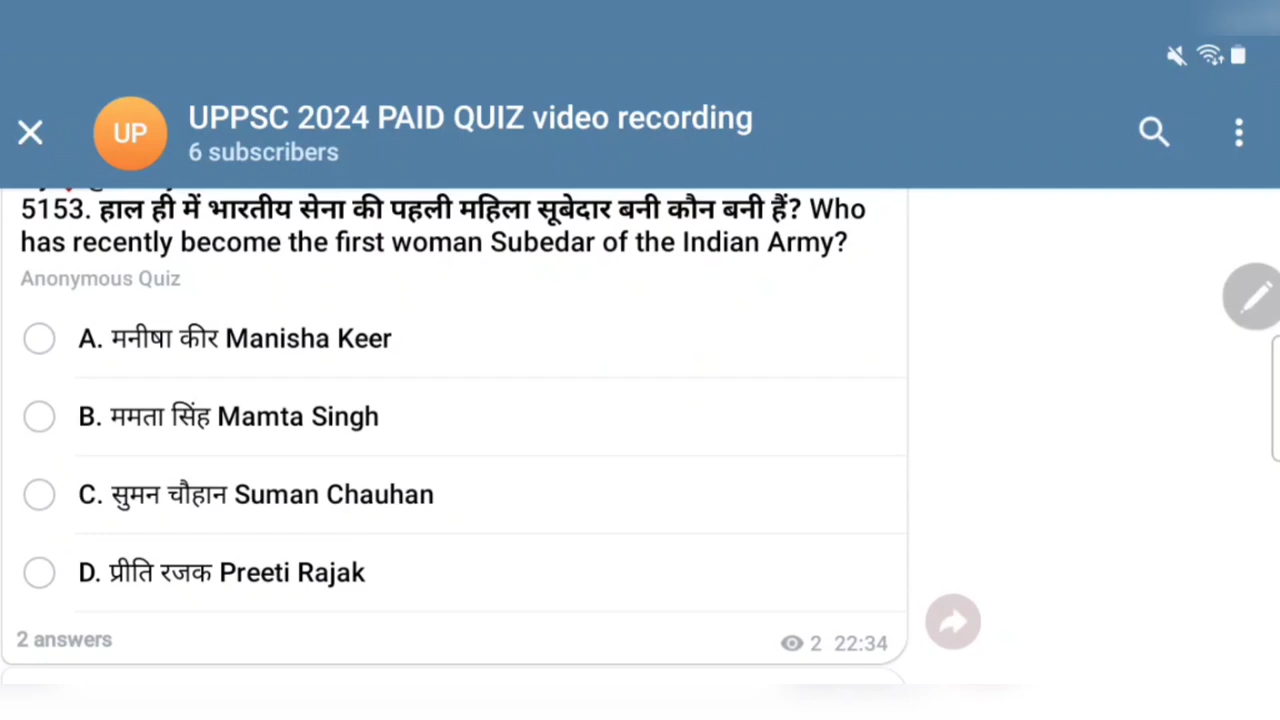 UP
UPPSC 2024 PAID QUIZ video recording
6 subscribers
5153. हाल ही में भारतीय सेना की पहली महिला सूबेदार बनी कौन बनी हैं? Who
has recently become the first woman Subedar of the Indian Army?
Anonymous Quiz
A. मनीषा कीर Manisha Keer
B. ममता सिंह Mamta Singh
C. सुमन चौहान Suman Chauhan
D. प्रीति रजक Preeti Rajak
2 answers
2 22:34